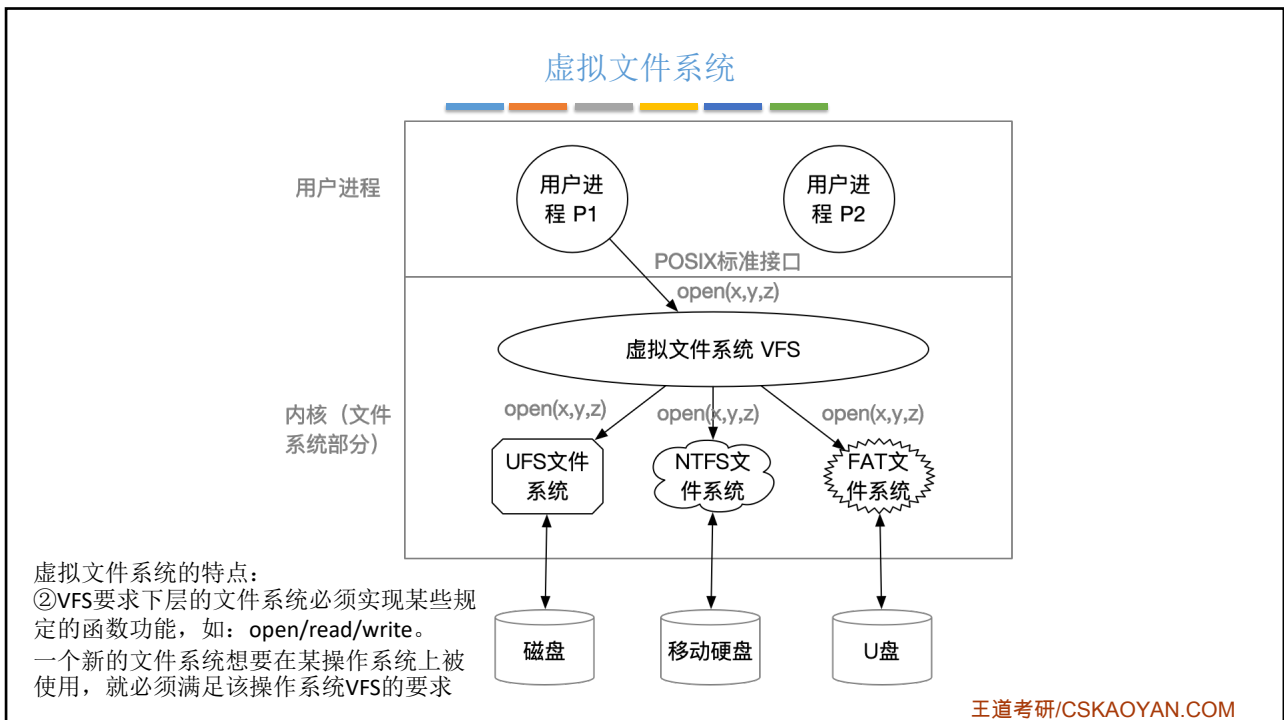 虚拟文件系统
用户进程
用户进
程 P1
用户进
程 P2
POSIX标准接口
open(x,y,z)
虚拟文件系统 VFS
内核（文件
系统部分）
open(x,y,z)
open(x,y,z)
open(x,y,z)
UFS文件
系统
NTFS文
件系统
FAT文
件系统
虚拟文件系统的特点：
②VFS要求下层的文件系统必须实现某些规
定的函数功能，如：open/read/write。
一个新的文件系统想要在某操作系统上被
使用，就必须满足该操作系统VFS的要求
磁盘
移动硬盘
U盘
王道考研/CSKAOYAN.COM